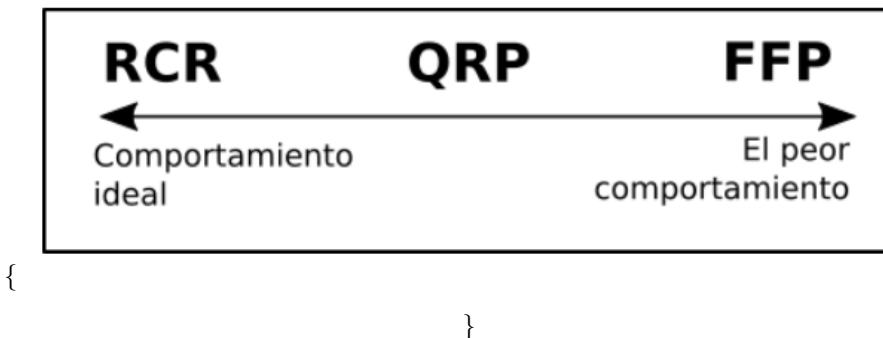 RCR QRP FFP
Comportamiento
ideal
El peor
comportamiento
{
}